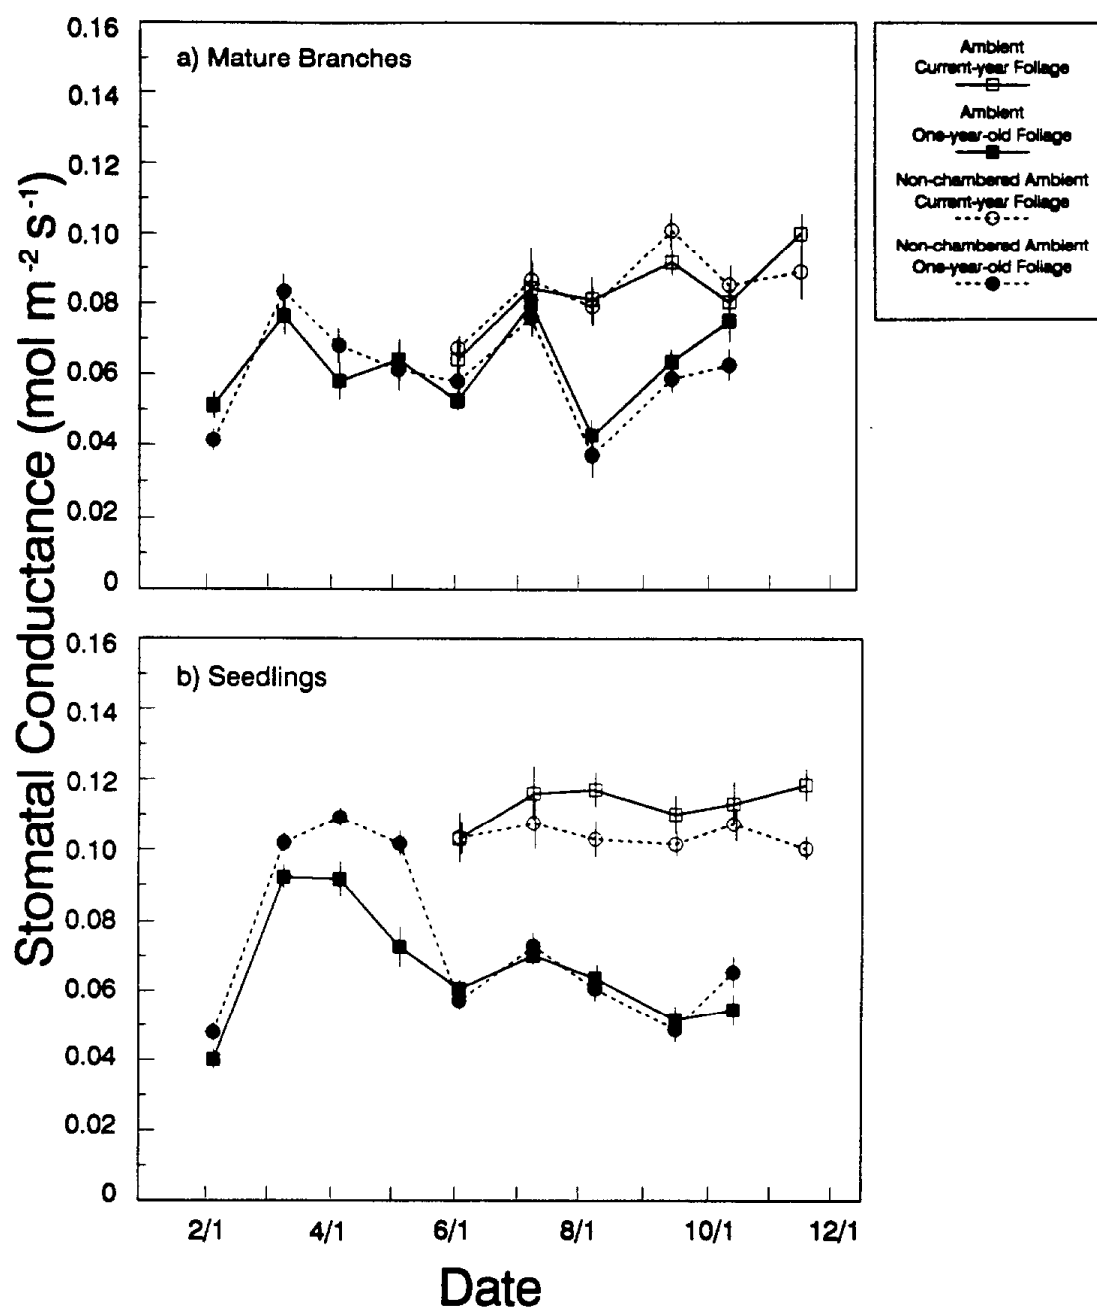 a) Mature Branches
0.16
0.14
0.12
0.10
0.08
0.06
0.04
0.02
0
Ambient
Current-year Foliage
Ambient
One-year-old Foliage
Non-chambered Ambient
Current-year Foliage
Non-chambered Ambient
One-year-old Foliage
Stomatal Conductance (mol m⁻² s⁻¹)
b) Seedlings
0.16
0.14
0.12
0.10
0.08
0.06
0.04
0.02
0
2/1 4/1 6/1 8/1 10/1 12/1
Date